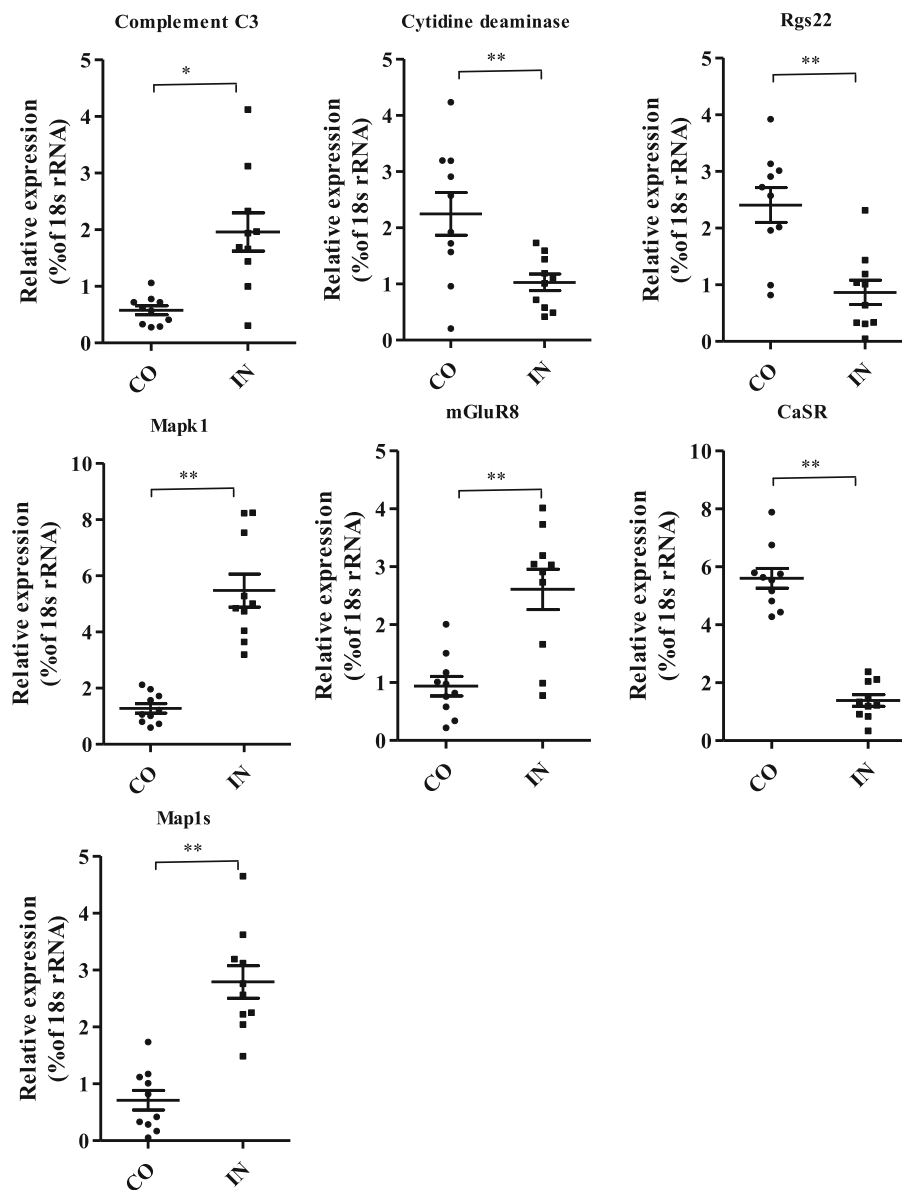 Complement C3
Relative expression
(%of 18s rRNA)
5
4
3
2
1
0
*
CO
IN
Cytidine deaminase
Relative expression
(%of 18s rRNA)
5
4
3
2
1
0
**
CO
IN
Rgs22
Relative expression
(%of 18s rRNA)
5
4
3
2
1
0
**
CO
IN
Mapk1
Relative expression
(%of 18s rRNA)
10
8
6
4
2
0
**
CO
IN
mGluR8
Relative expression
(%of 18s rRNA)
5
4
3
2
1
0
**
CO
IN
CaSR
Relative expression
(%of 18s rRNA)
10
8
6
4
2
0
**
CO
IN
Map1s
Relative expression
(%of 18s rRNA)
5
4
3
2
1
0
**
CO
IN